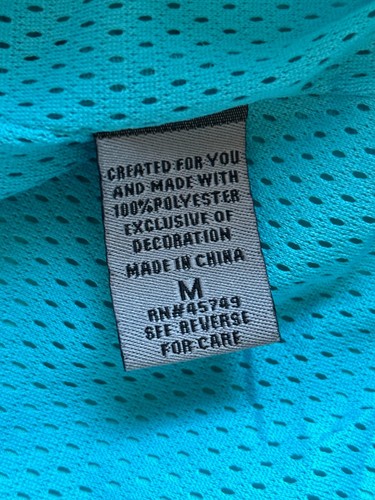 CREATED FOR YOU
AND MADE WITH
100%POLYESTER
EXCLUSIVE OF
DECORATION
MADE IN CHINA
M
RN#45749
SEE REVERSE
FOR CARE